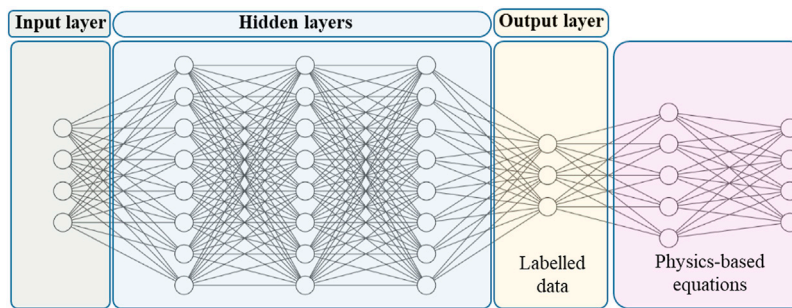 Input layer
Hidden layers
Output layer
Labelled
data
Physics-based
equations